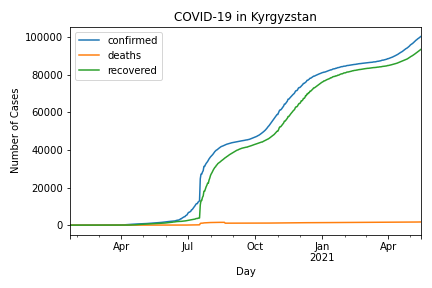 COVID-19 in Kyrgyzstan
confirmed
deaths
recovered
Number of Cases
100000
80000
60000
40000
20000
0
Apr Jul Oct Jan Apr
2021
Day